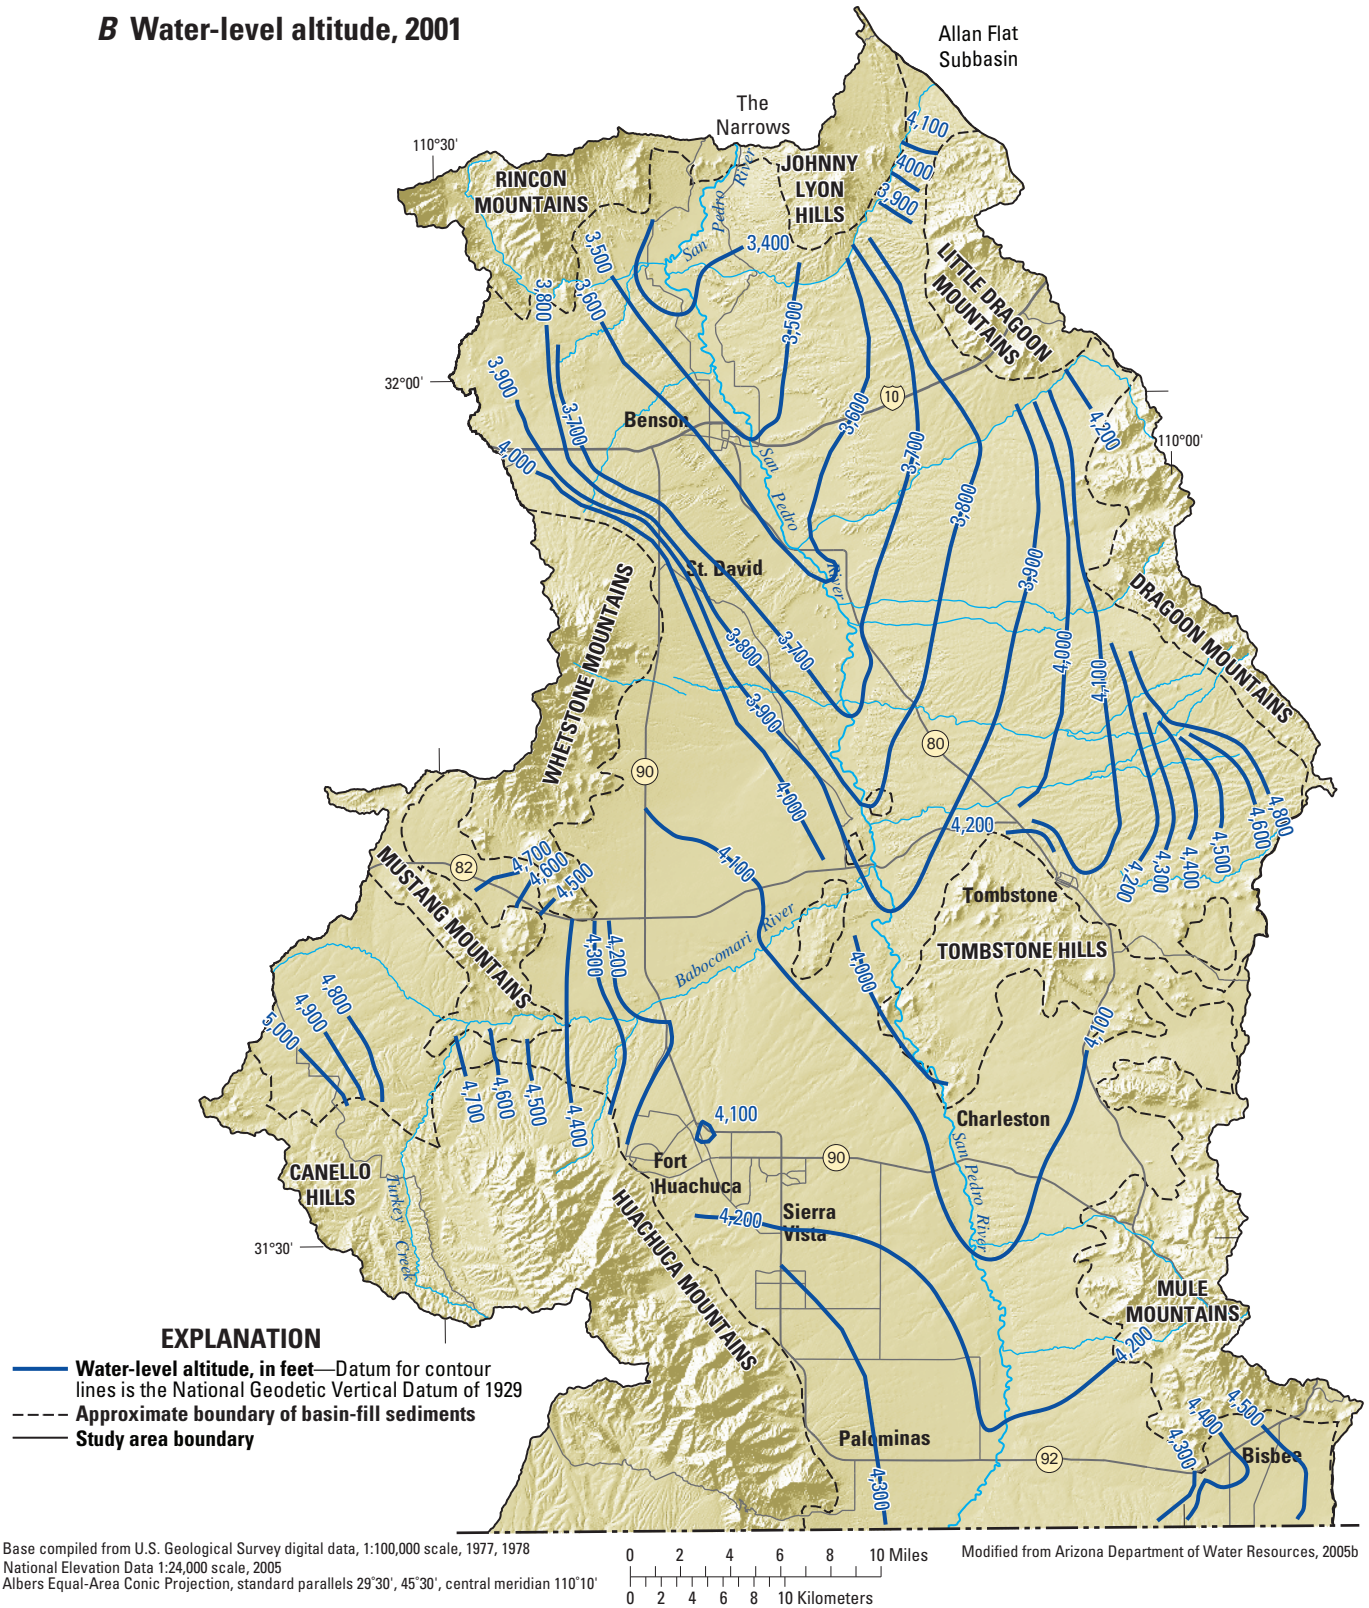 B Water-level altitude, 2001
Allan Flat
Subbasin
The
Narrows
110°30'
4,100
4000
3,900
RINCON
MOUNTAINS
JOHNNY
LYON
HILLS
San Pedro River
3,400
3,500
3,600
3,800
3,500
LITTLE DRAGOON
MOUNTAINS
32°00'
3,900
3,700
4,000
Benson
10
3,600
3,700
3,800
4,200
110°00'
San Pedro River
St. David
3,900
DRAGOON MOUNTAINS
WHETSTONE MOUNTAINS
3,800
3,700
3,900
4,000
4,100
90
80
4,000
4,200
4,800
4,600
4,500
4,400
4,300
4,200
82
4,700
4,600
4,500
4,100
MUSTANG MOUNTAINS
Tombstone
TOMBSTONE HILLS
Babocomari River
4,300
4,200
4,000
4,800
4,900
5,000
4,100
4,700
4,600
4,500
4,400
4,100
Charleston
San Pedro River
CANELLO
HILLS
Turkey Creek
Fort
Huachuca
90
4,200
Sierra
Vista
31°30'
HUACHUCA MOUNTAINS
MULE
MOUNTAINS
4,200
Palominas
92
4,300
4,300
4,400
4,500
Bisbee
EXPLANATION
Water-level altitude, in feet—Datum for contour
lines is the National Geodetic Vertical Datum of 1929
Approximate boundary of basin-fill sediments
Study area boundary
Base compiled from U.S. Geological Survey digital data, 1:100,000 scale, 1977, 1978
National Elevation Data 1:24,000 scale, 2005
Albers Equal-Area Conic Projection, standard parallels 29°30', 45°30', central meridian 110°10'
0 2 4 6 8 10 Miles
0 2 4 6 8 10 Kilometers
Modified from Arizona Department of Water Resources, 2005b